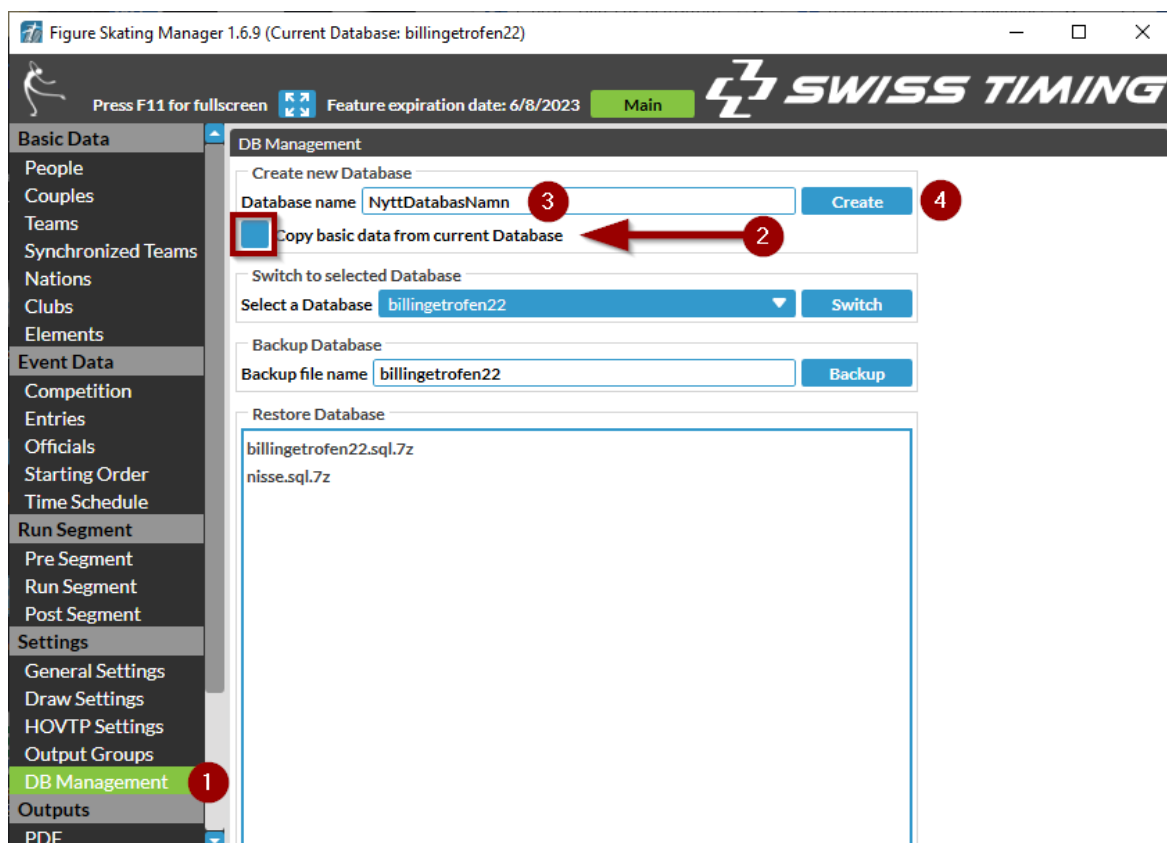 Figure Skating Manager 1.6.9 (Current Database: billingetrofen22)
Press F11 for fullscreen Feature expiration date: 6/8/2023 Main SWISS TIMING
Basic Data
People
Couples
Teams
Synchronized Teams
Nations
Clubs
Elements
Event Data
Competition
Entries
Officials
Starting Order
Time Schedule
Run Segment
Pre Segment
Run Segment
Post Segment
Settings
General Settings
Draw Settings
HOVTP Settings
Output Groups
DB Management 1
Outputs
PDF
DB Management
Create new Database
Database name NyttDatabasNamn 3 Create 4
Copy basic data from current Database 2
Switch to selected Database
Select a Database billingetrofen22 Switch
Backup Database
Backup file name billingetrofen22 Backup
Restore Database
billingetrofen22.sql.7z
nisse.sql.7z